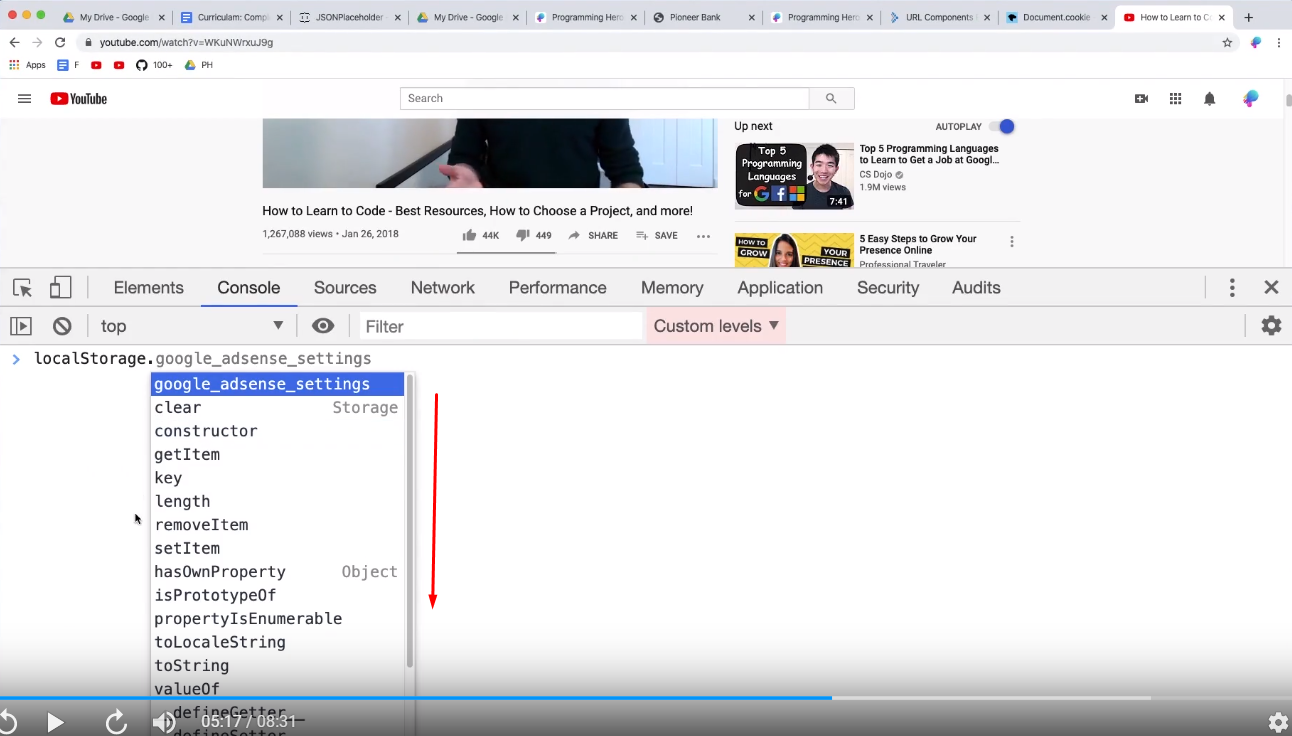 My Drive - Google
Curriculam: Comple
JSONPlaceholder -
My Drive - Google
Programming Hero
Pioneer Bank
Programming Hero
URL Components
Document.cookie
How to Learn to Co
youtube.com/watch?v=WKuNWrxuJ9g
Apps F 100+ PH
YouTube
Search
Up next AUTOPLAY
Top 5
Programming
Languages
for G f
7:41
Top 5 Programming Languages
to Learn to Get a Job at Googl...
CS Dojo
1.9M views
How to Learn to Code - Best Resources, How to Choose a Project, and more!
1,267,088 views • Jan 26, 2018
44K 449 SHARE SAVE
HOW TO
GROW
YOUR
PRESENCE
5 Easy Steps to Grow Your
Presence Online
Professional Traveler
Elements Console Sources Network Performance Memory Application Security Audits
top Filter Custom levels
> localStorage.google_adsense_settings
google_adsense_settings
clear Storage
constructor
getItem
key
length
removeItem
setItem
hasOwnProperty Object
isPrototypeOf
propertyIsEnumerable
toLocaleString
toString
valueOf
__defineGetter__
05:17 / 08:31